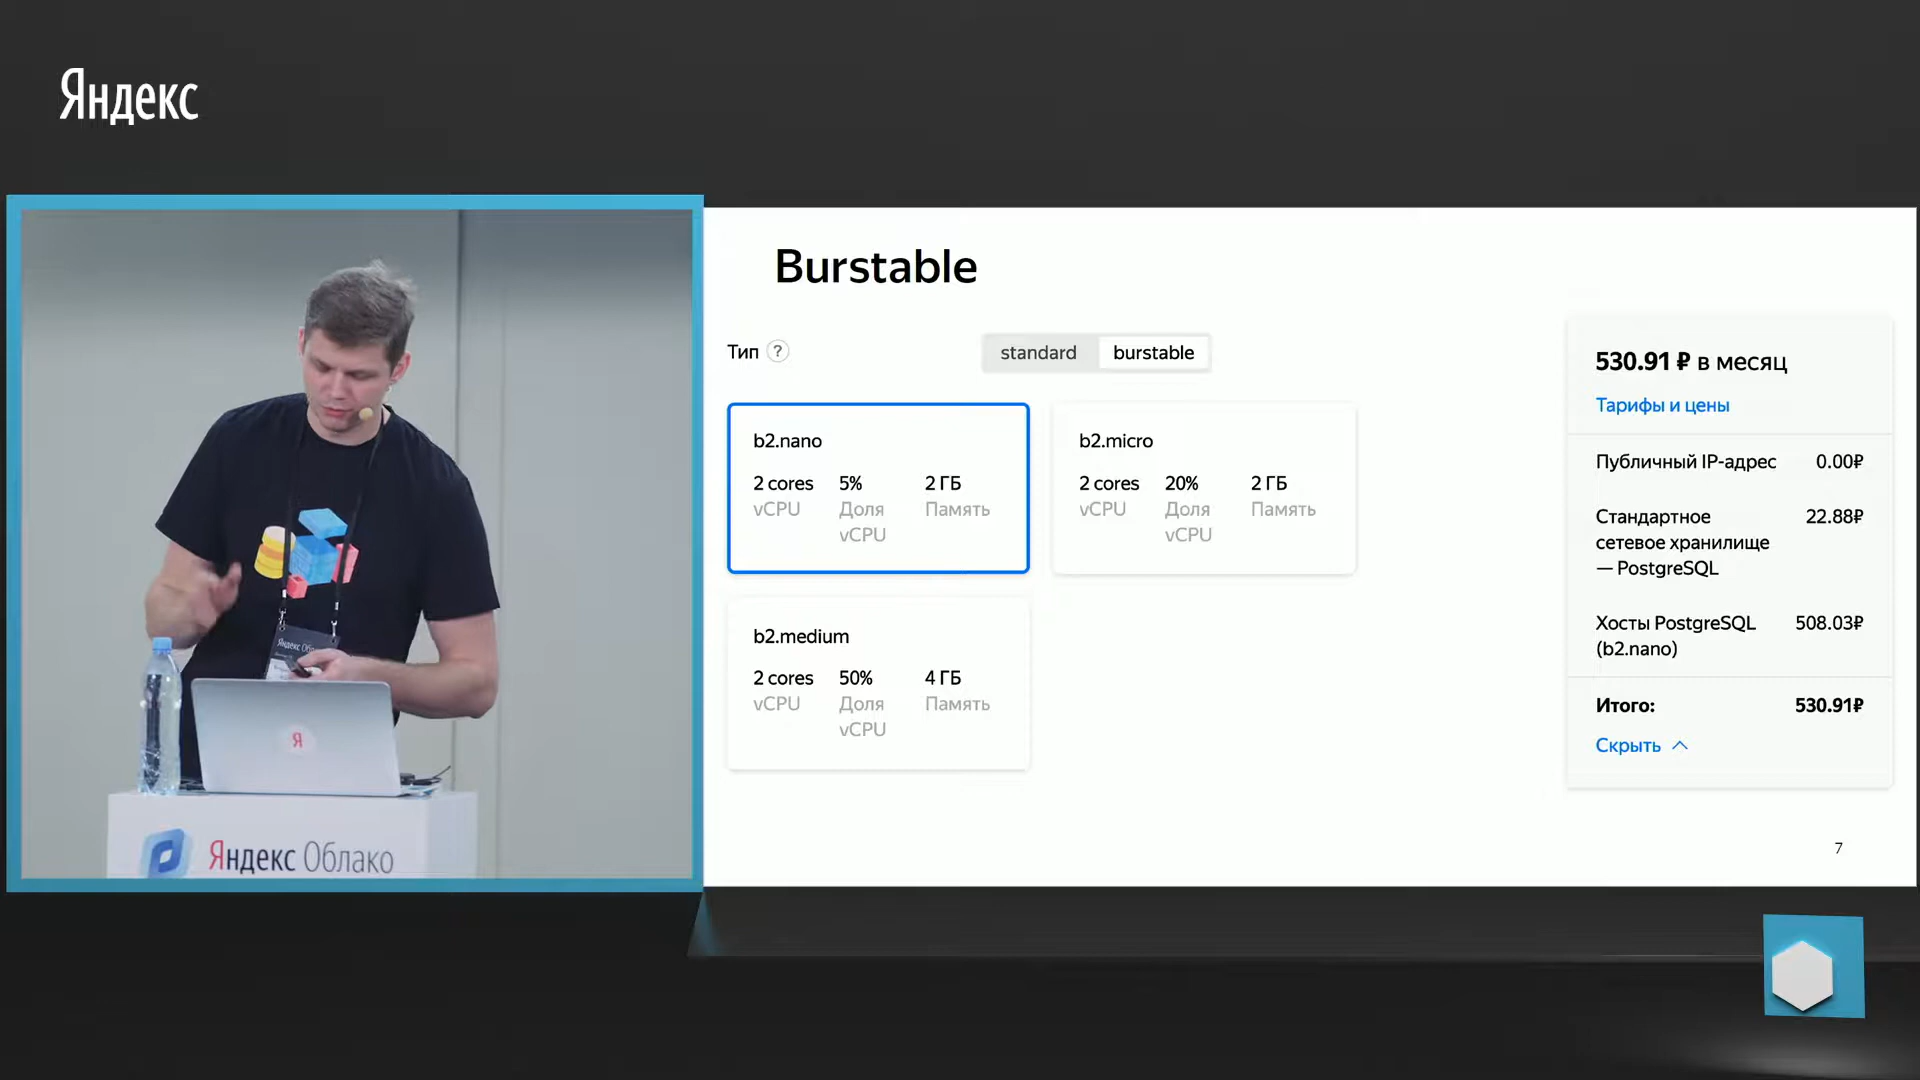 Яндекс
Burstable
Тип ?
standard burstable
b2.nano
2 cores 5% 2 ГБ
vCPU Доля Память
vCPU
b2.micro
2 cores 20% 2 ГБ
vCPU Доля Память
vCPU
b2.medium
2 cores 50% 4 ГБ
vCPU Доля Память
vCPU
530.91 ₽ в месяц
Тарифы и цены
Публичный IP-адрес 0.00₽
Стандартное 22.88₽
сетевое хранилище
— PostgreSQL
Хосты PostgreSQL 508.03₽
(b2.nano)
Итого: 530.91₽
Скрыть
7
Яндекс
Я
Яндекс Облако